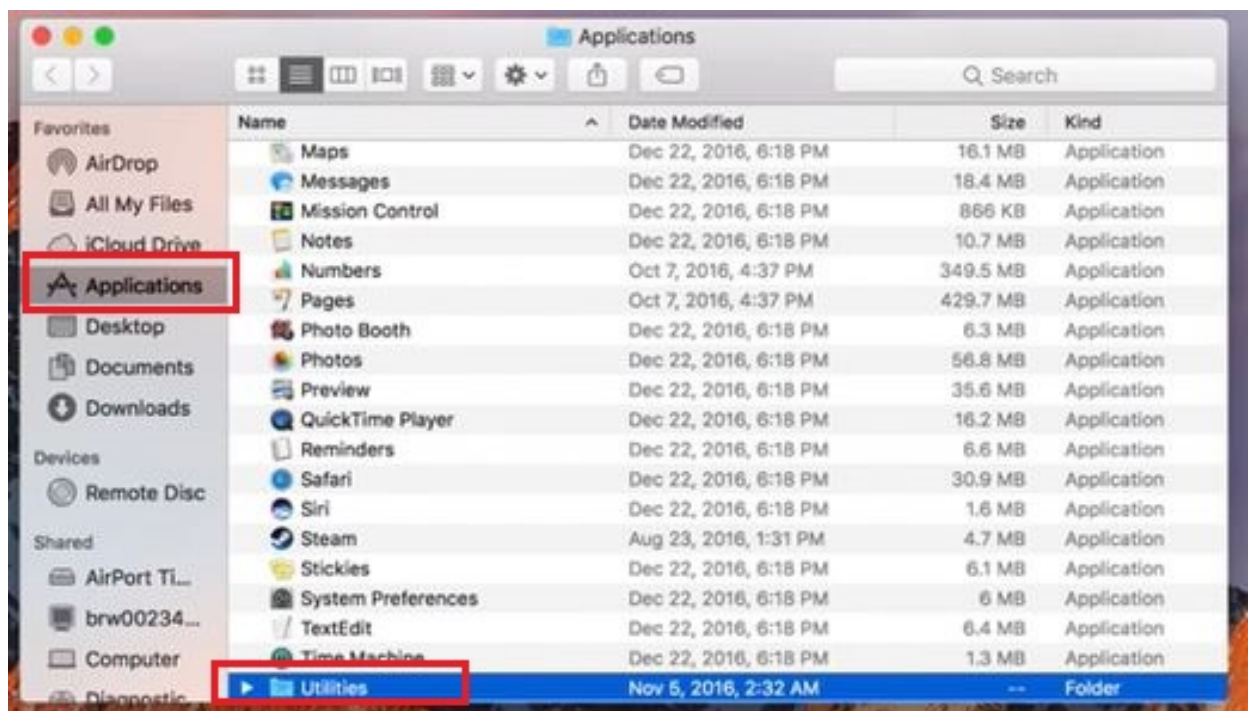 Applications
Search
Favorites
AirDrop
All My Files
iCloud Drive
Applications
Desktop
Documents
Downloads
Devices
Remote Disc
Shared
AirPort Ti...
brw00234...
Computer
Diagnostic
Name Date Modified Size Kind
Maps Dec 22, 2016, 6:18 PM 16.1 MB Application
Messages Dec 22, 2016, 6:18 PM 18.4 MB Application
Mission Control Dec 22, 2016, 6:18 PM 866 KB Application
Notes Dec 22, 2016, 6:18 PM 10.7 MB Application
Numbers Oct 7, 2016, 4:37 PM 349.5 MB Application
Pages Oct 7, 2016, 4:37 PM 429.7 MB Application
Photo Booth Dec 22, 2016, 6:18 PM 6.3 MB Application
Photos Dec 22, 2016, 6:18 PM 56.8 MB Application
Preview Dec 22, 2016, 6:18 PM 35.6 MB Application
QuickTime Player Dec 22, 2016, 6:18 PM 16.2 MB Application
Reminders Dec 22, 2016, 6:18 PM 6.6 MB Application
Safari Dec 22, 2016, 6:18 PM 30.9 MB Application
Siri Dec 22, 2016, 6:18 PM 1.6 MB Application
Steam Aug 23, 2016, 1:31 PM 4.7 MB Application
Stickies Dec 22, 2016, 6:18 PM 6.1 MB Application
System Preferences Dec 22, 2016, 6:18 PM 6 MB Application
TextEdit Dec 22, 2016, 6:18 PM 6.4 MB Application
Time Machine Dec 22, 2016, 6:18 PM 1.3 MB Application
Utilities Nov 5, 2016, 2:32 AM -- Folder